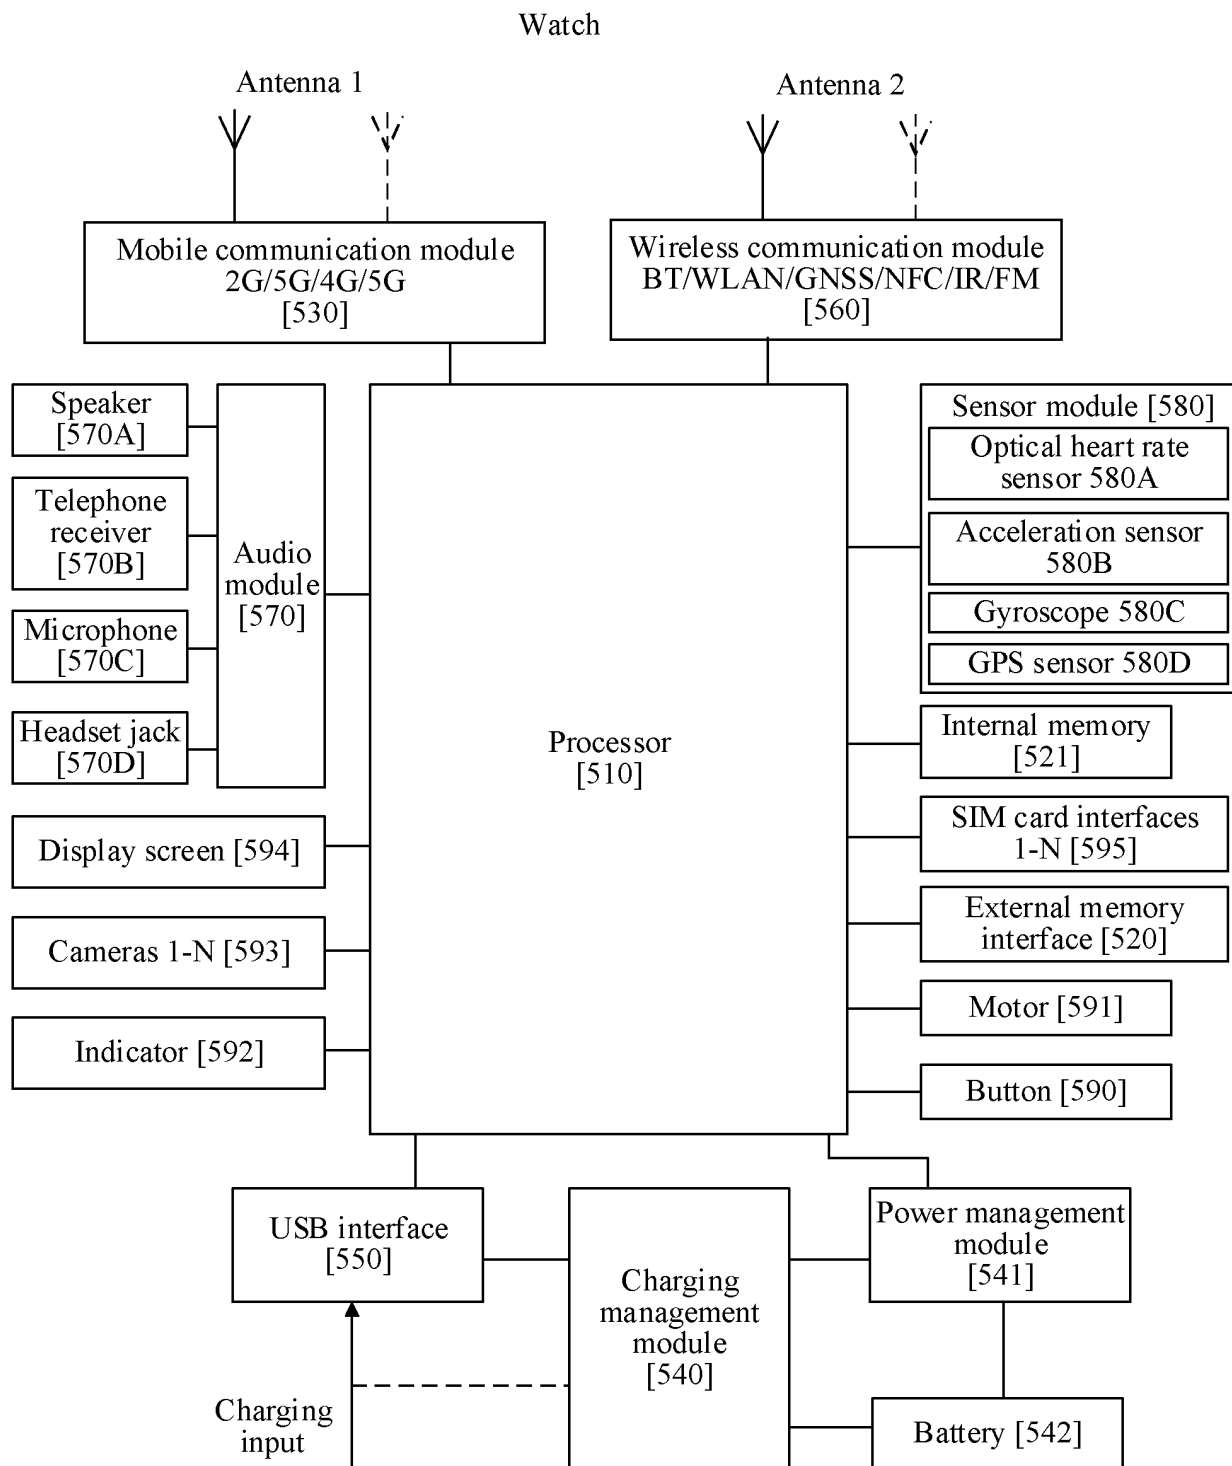 Watch
Antenna 1
Antenna 2
Mobile communication module
2G/5G/4G/5G
[530]
Wireless communication module
BT/WLAN/GNSS/NFC/IR/FM
[560]
Speaker
[570A]
Telephone
receiver
[570B]
Microphone
[570C]
Headset jack
[570D]
Audio
module
[570]
Display screen [594]
Cameras 1-N [593]
Indicator [592]
Processor
[510]
Sensor module [580]
Optical heart rate
sensor 580A
Acceleration sensor
580B
Gyroscope 580C
GPS sensor 580D
Internal memory
[521]
SIM card interfaces
1-N [595]
External memory
interface [520]
Motor [591]
Button [590]
USB interface
[550]
Charging
management
module
[540]
Power management
module
[541]
Charging
input
Battery [542]